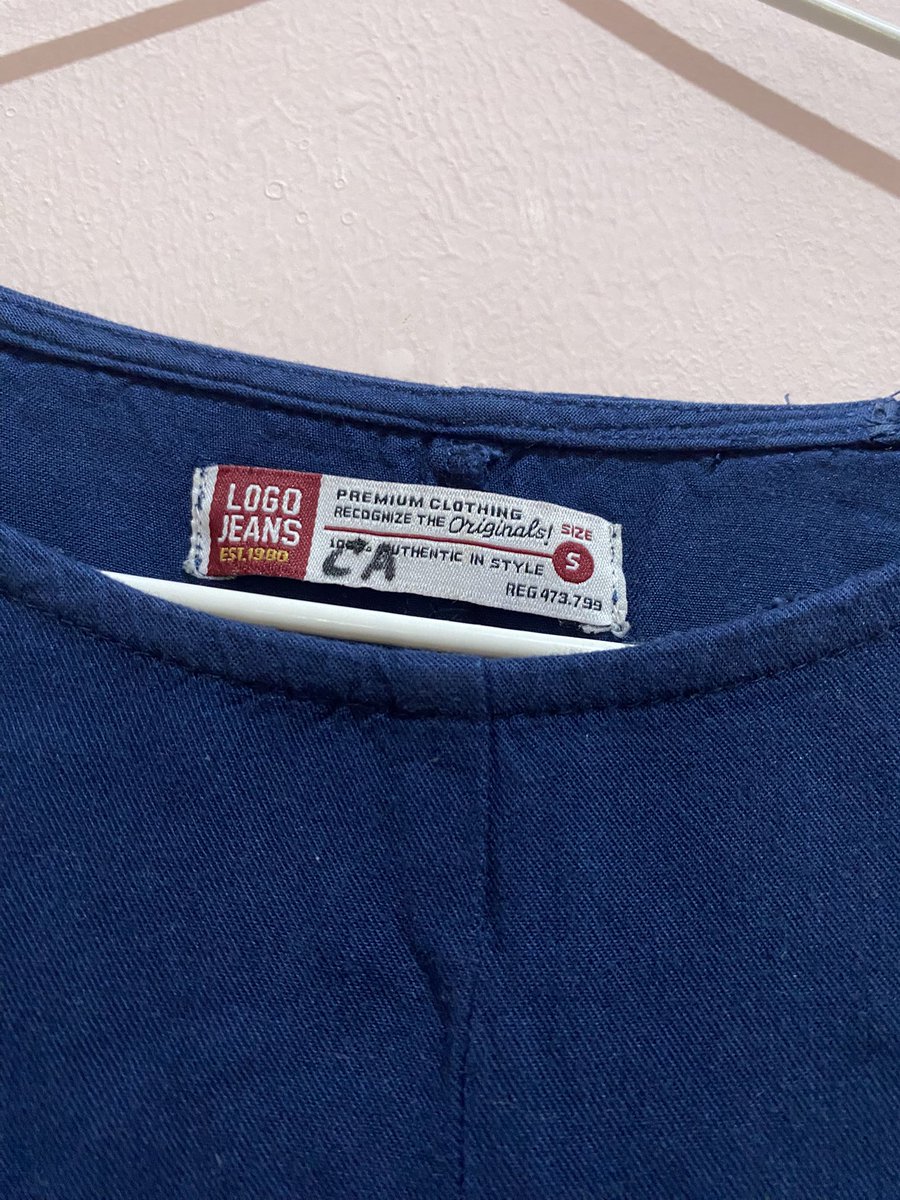 LOGO
JEANS
EST.1980
PREMIUM CLOTHING
RECOGNIZE THE Originals!
SIZE
S
AUTHENTIC IN STYLE
CA
REG 473.799